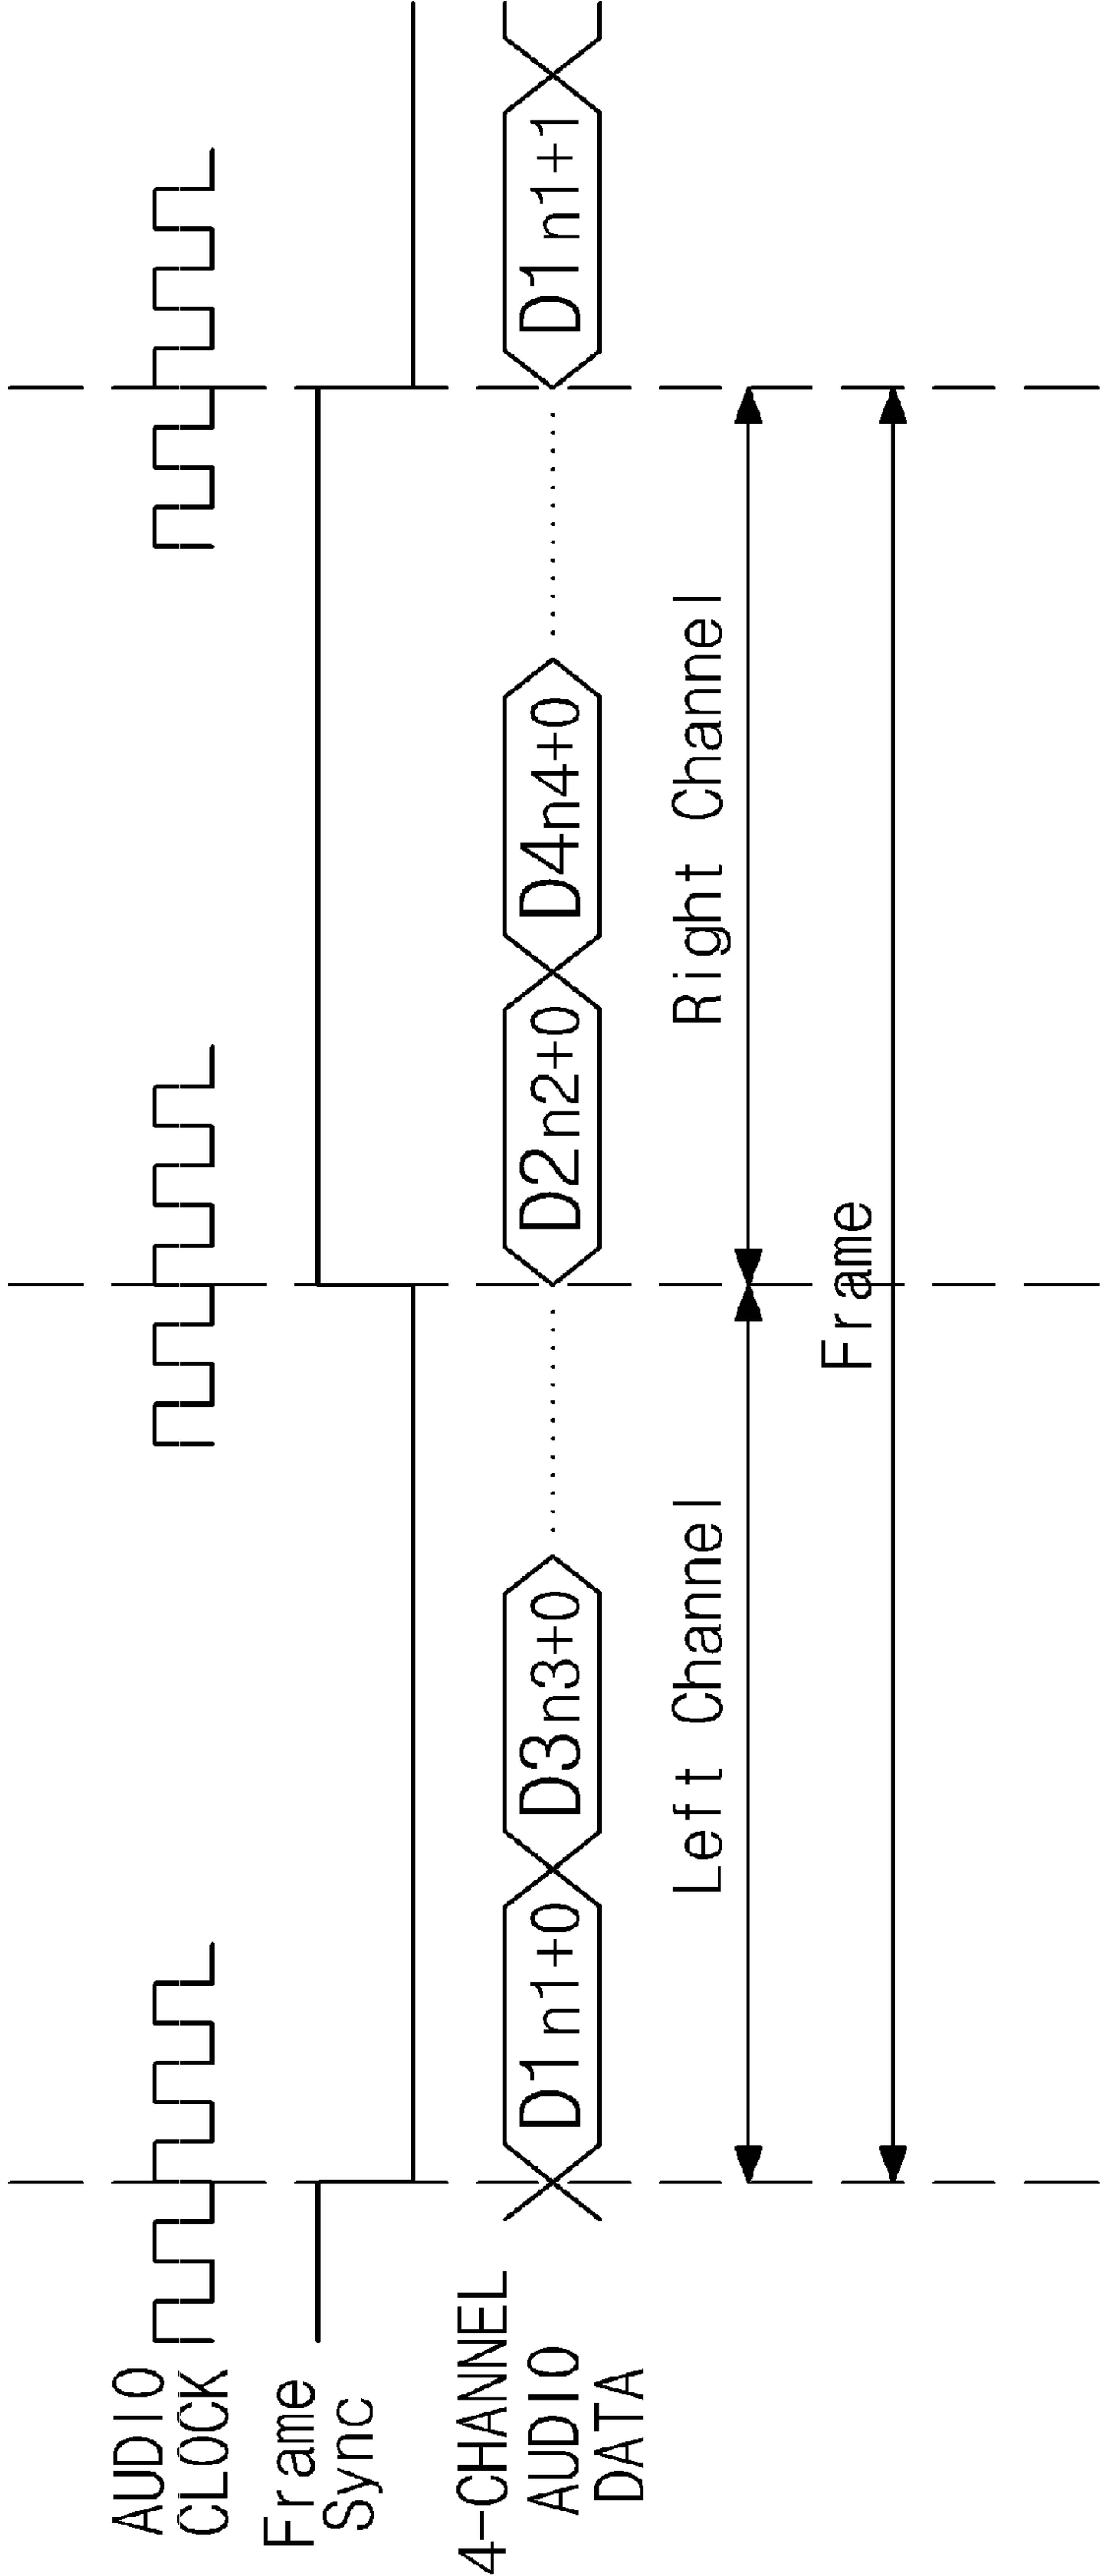 AUDIO
CLOCK
Frame
Sync
4-CHANNEL
AUDIO
DATA
D1n1+0
D3n3+0
D2n2+0
D4n4+0
D1n1+1
Left Channel
Right Channel
Frame